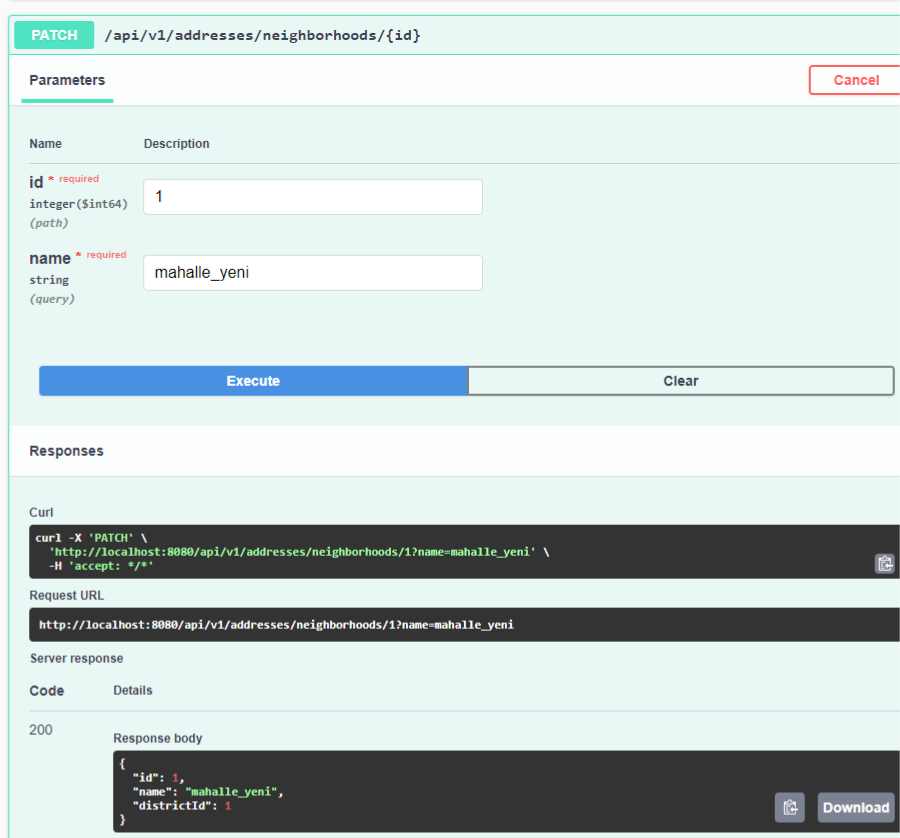 PATCH /api/v1/addresses/neighborhoods/{id}
Parameters
Cancel
Name Description
id * required
integer($int64)
(path)
1
name * required
string
(query)
mahalle_yeni
Execute Clear
Responses
Curl
curl -X 'PATCH' \
'http://localhost:8080/api/v1/addresses/neighborhoods/1?name=mahalle_yeni' \
-H 'accept: */*'
Request URL
http://localhost:8080/api/v1/addresses/neighborhoods/1?name=mahalle_yeni
Server response
Code Details
200
Response body
{
"id": 1,
"name": "mahalle_yeni",
"districtId": 1
}
Download